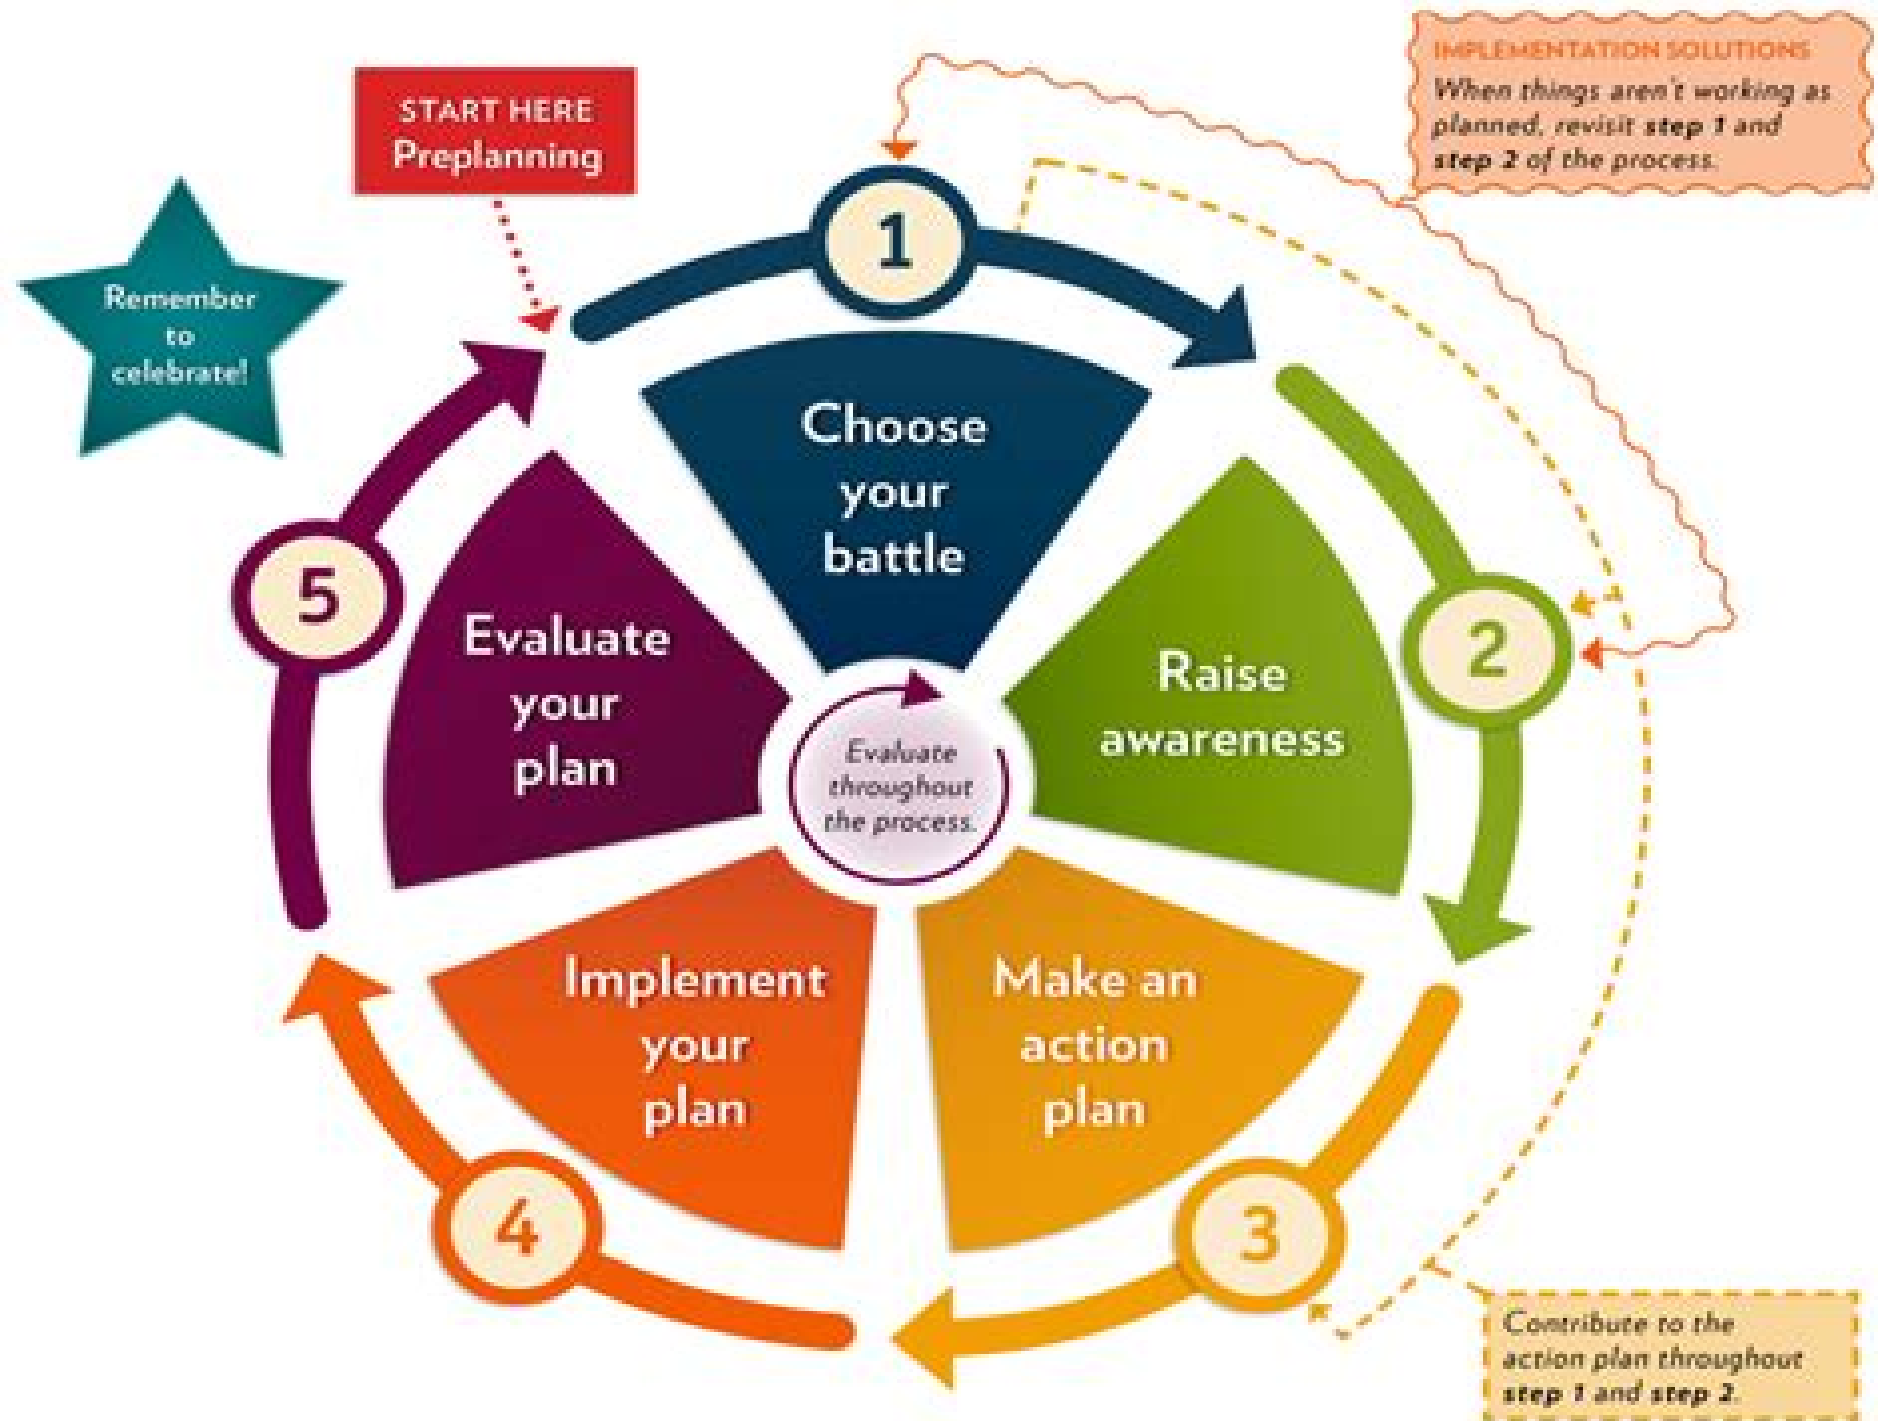 START HERE
Preplanning
IMPLEMENTATION SOLUTIONS
When things aren't working as
planned, revisit step 1 and
step 2 of the process.
Remember
to
celebrate!
1
Choose
your
battle
2
Raise
awareness
3
Make an
action
plan
4
Implement
your
plan
5
Evaluate
your
plan
Evaluate
throughout
the process.
Contribute to the
action plan throughout
step 1 and step 2.